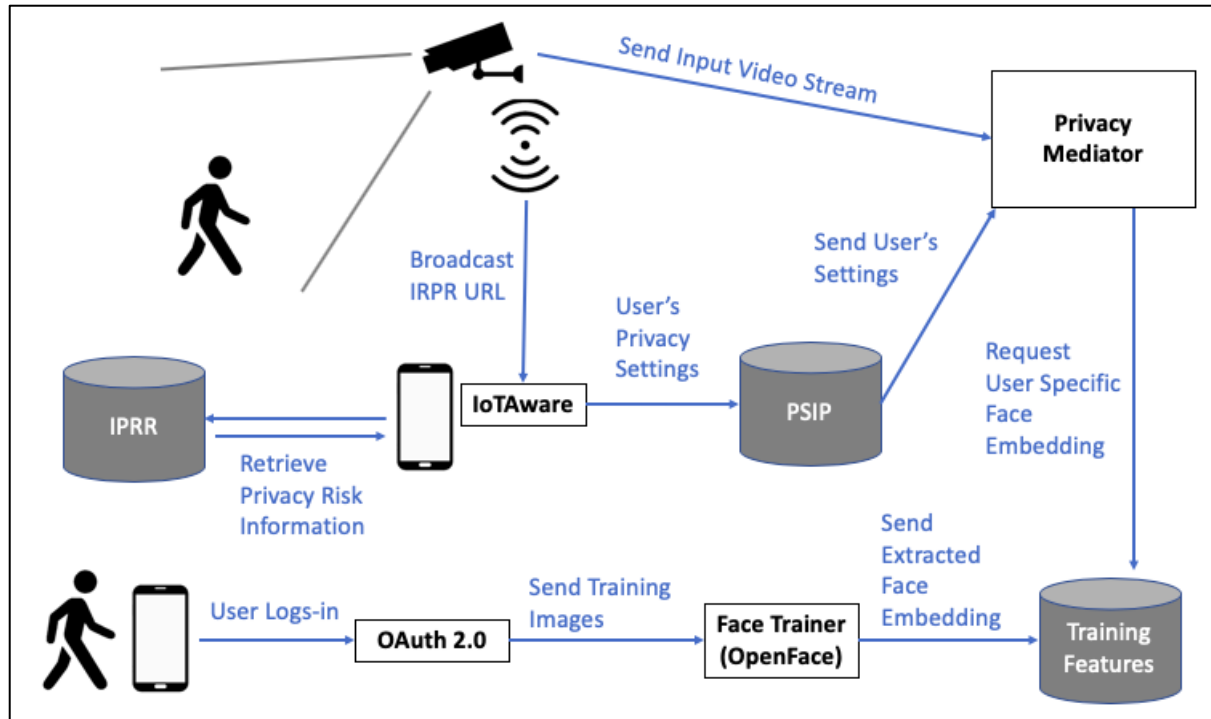 Send Input Video Stream
Privacy
Mediator
Broadcast
IRPR URL
Send User's
Settings
User's
Privacy
Settings
Request
User Specific
Face
Embedding
IPRR
IoTAware
PSIP
Retrieve
Privacy Risk
Information
Send
Extracted
Face
Embedding
User Logs-in
OAuth 2.0
Send Training
Images
Face Trainer
(OpenFace)
Training
Features